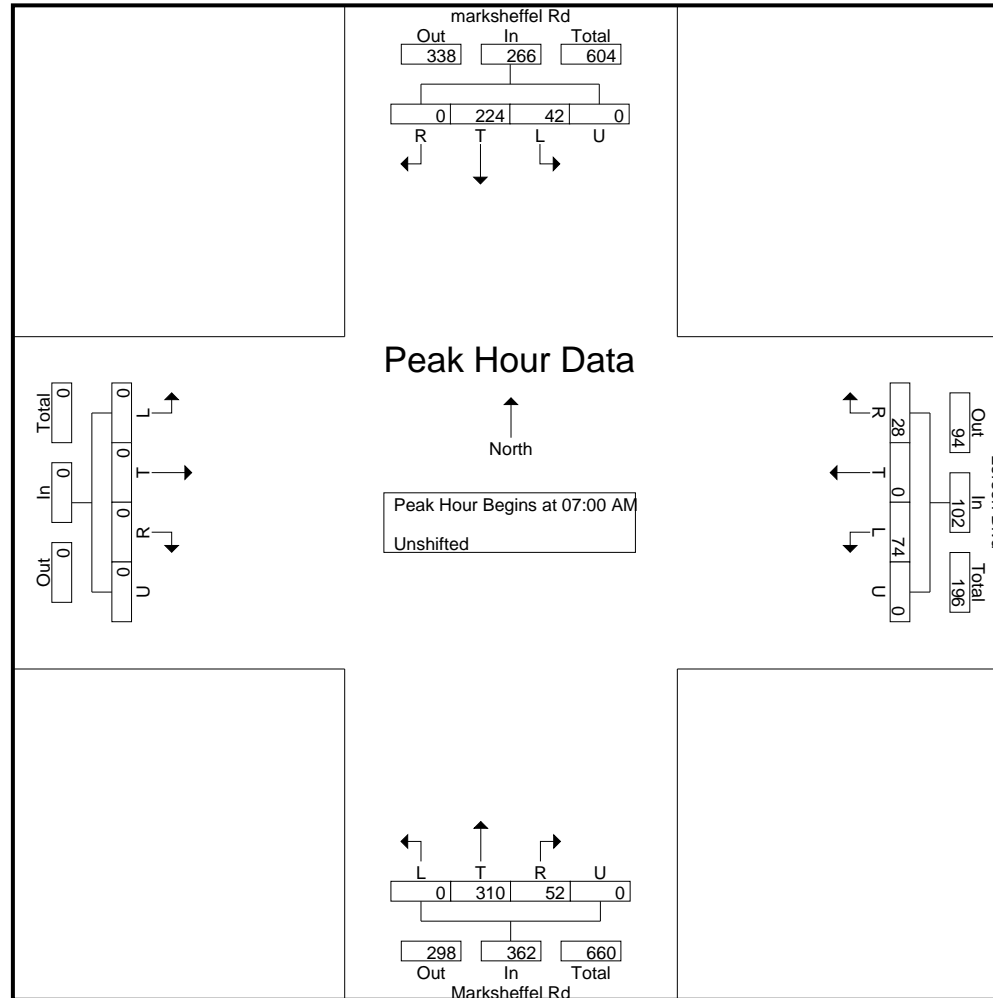 marksheffel Rd
Out In Total
338 266 604
0 224 42 0
R T L U
Peak Hour Data
North
Peak Hour Begins at 07:00 AM
Unshifted
Total In Out
0 0 0
0 0 0 0
L T R U
R T L U
28 0 74 0
94 102 196
Out In Total
L T R U
0 310 52 0
298 362 660
Out In Total
Marksheffel Rd